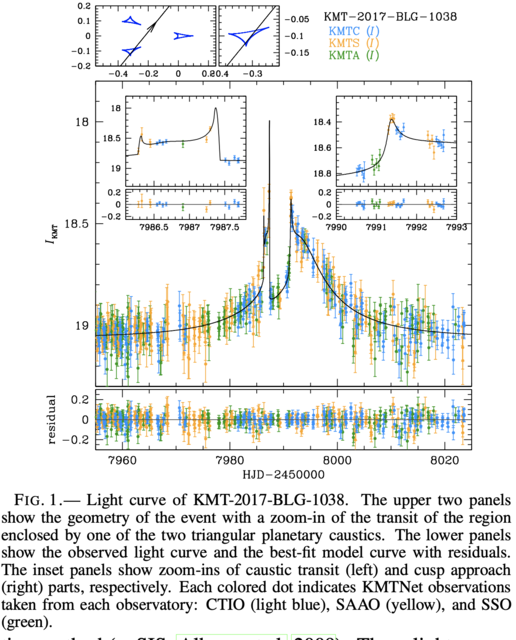 KMT-2017-BLG-1038
KMTC (I)
KMTS (I)
KMTA (I)
0.2
0.1
0
-0.1
-0.2
-0.05
-0.1
-0.15
-0.4 -0.2 0 0.2 0.4 -0.3
18
18.5
19
I_KMT
18
18.5
19
0.2
0
-0.2
7986.5 7987 7987.5
18.4
18.6
18.8
0.2
0
-0.2
7990 7991 7992 7993
7960 7980 8000 8020
residual
0.2
0
-0.2
7960 7980 8000 8020
HJD-2450000
FIG. 1.— Light curve of KMT-2017-BLG-1038. The upper two panels
show the geometry of the event with a zoom-in of the transit of the region
enclosed by one of the two triangular planetary caustics. The lower panels
show the observed light curve and the best-fit model curve with residuals.
The inset panels show zoom-ins of caustic transit (left) and cusp approach
(right) parts, respectively. Each colored dot indicates KMTNet observations
taken from each observatory: CTIO (light blue), SAAO (yellow), and SSO
(green).